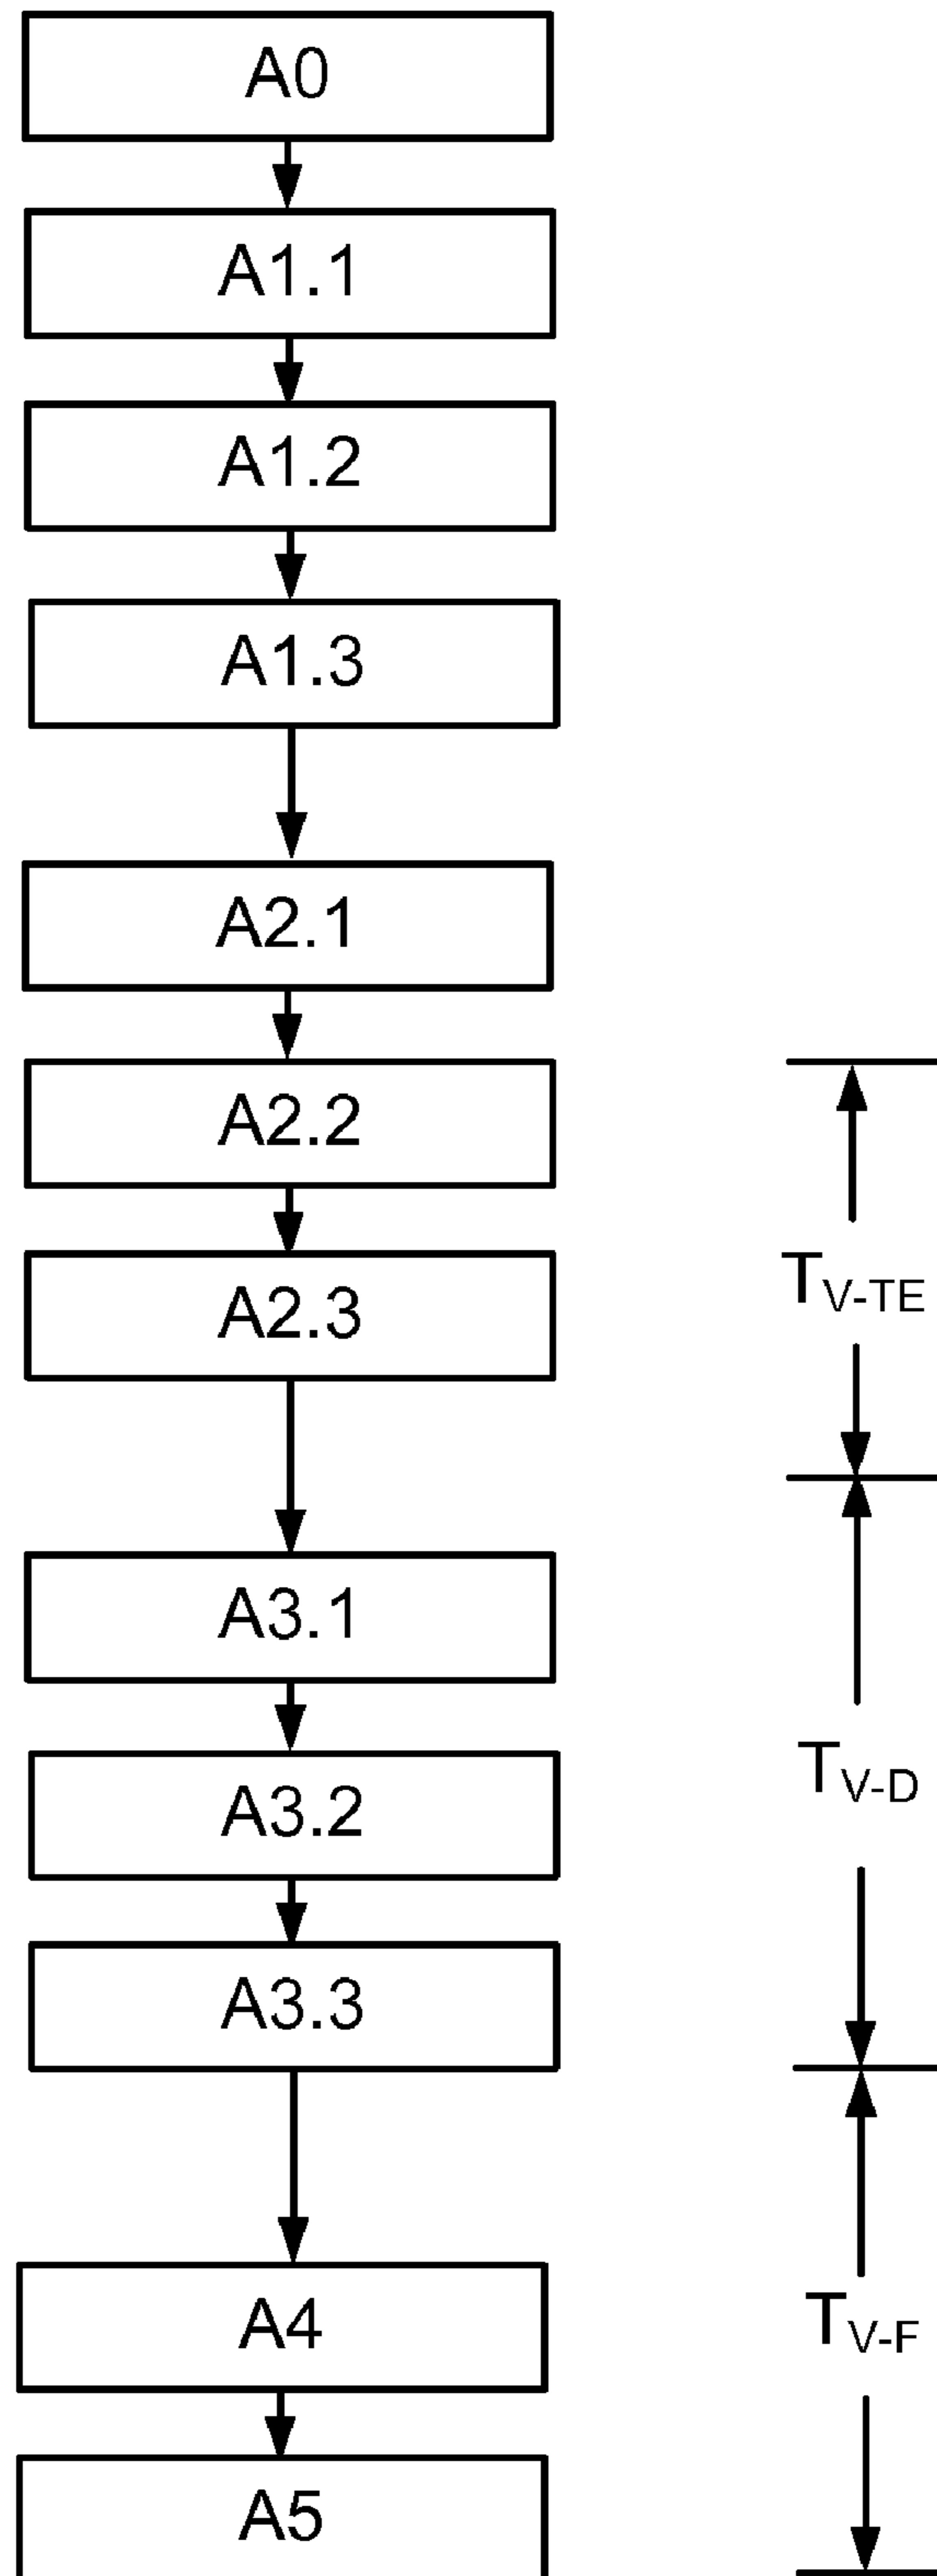 A0
A1.1
A1.2
A1.3
A2.1
A2.2
A2.3
A3.1
A3.2
A3.3
A4
A5
TV-TE
TV-D
TV-F